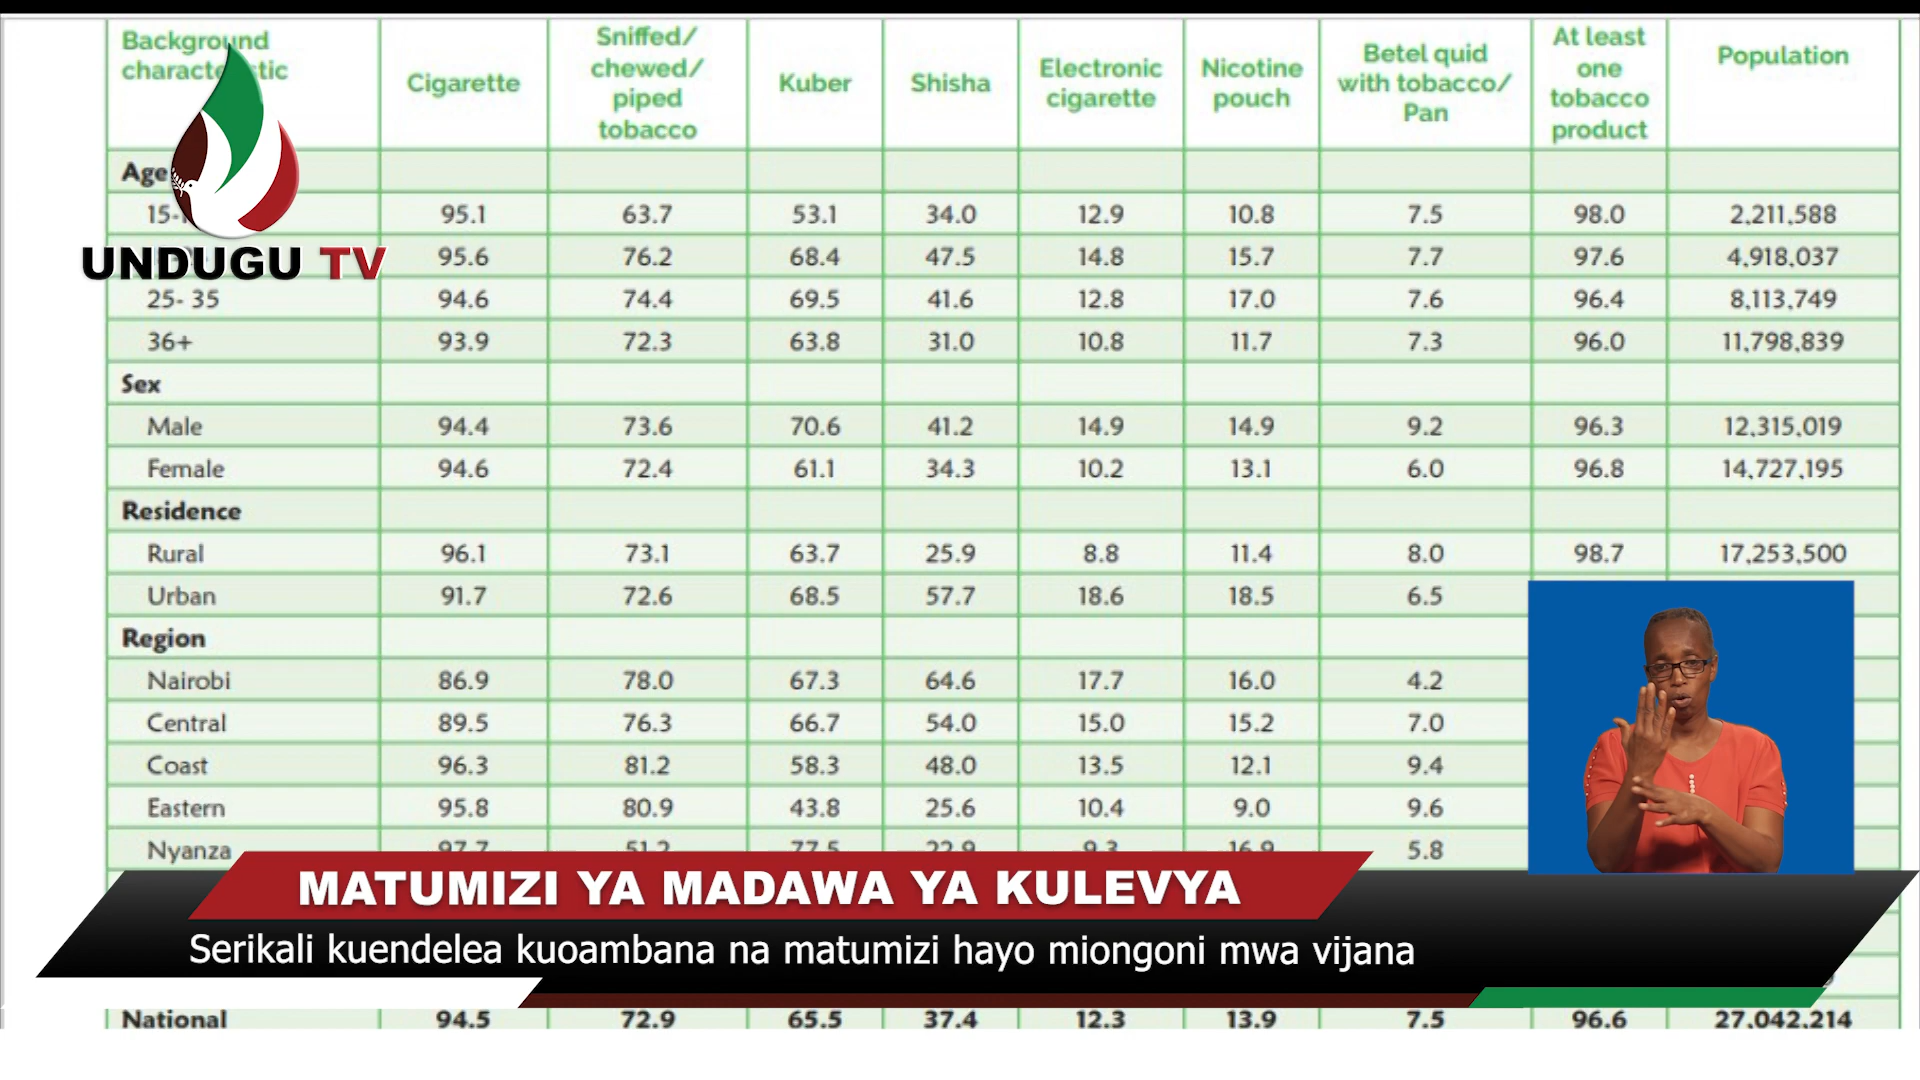 Background characteristic Cigarette Sniffed/ chewed/ piped tobacco Kuber Shisha Electronic cigarette Nicotine pouch Betel quid with tobacco/ Pan At least one tobacco product Population
Age
15- 95.1 63.7 53.1 34.0 12.9 10.8 7.5 98.0 2,211,588
95.6 76.2 68.4 47.5 14.8 15.7 7.7 97.6 4,918,037
UNDUGU TV
25- 35 94.6 74.4 69.5 41.6 12.8 17.0 7.6 96.4 8,113,749
36+ 93.9 72.3 63.8 31.0 10.8 11.7 7.3 96.0 11,798,839
Sex
Male 94.4 73.6 70.6 41.2 14.9 14.9 9.2 96.3 12,315,019
Female 94.6 72.4 61.1 34.3 10.2 13.1 6.0 96.8 14,727,195
Residence
Rural 96.1 73.1 63.7 25.9 8.8 11.4 8.0 98.7 17,253,500
Urban 91.7 72.6 68.5 57.7 18.6 18.5 6.5
Region
Nairobi 86.9 78.0 67.3 64.6 17.7 16.0 4.2
Central 89.5 76.3 66.7 54.0 15.0 15.2 7.0
Coast 96.3 81.2 58.3 48.0 13.5 12.1 9.4
Eastern 95.8 80.9 43.8 25.6 10.4 9.0 9.6
Nyanza 97.7 51.2 77.5 22.9 9.3 16.9 5.8
MATUMIZI YA MADAWA YA KULEVYA
Serikali kuendelea kuoambana na matumizi hayo miongoni mwa vijana
National 94.5 72.9 65.5 37.4 12.3 13.9 7.5 96.6 27,042,214